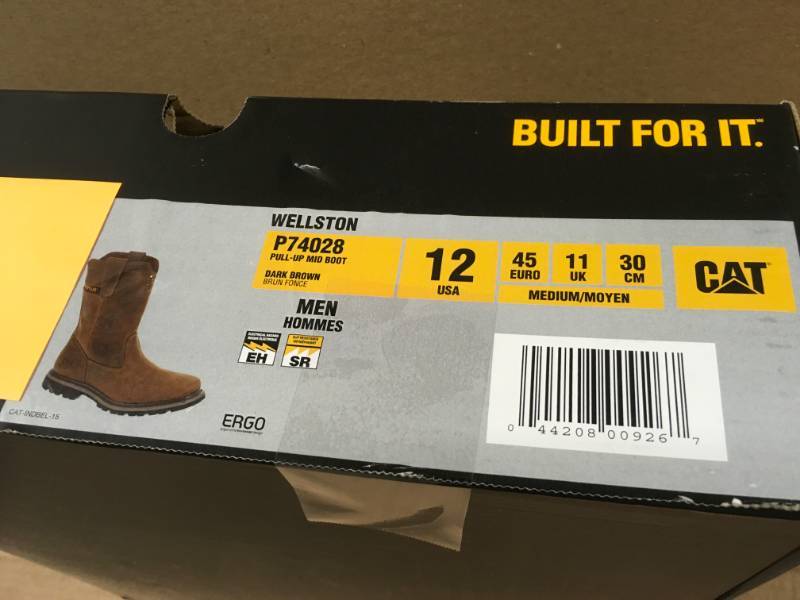 BUILT FOR IT.™
WELLSTON
P74028
PULL-UP MID BOOT
DARK BROWN
BRUN FONCE
12
USA
45
EURO
11
UK
30
CM
MEDIUM/MOYEN
CAT
MEN
HOMMES
EH
SR
CAT-INDBEL-15
ERGO
0 44208 00926 7